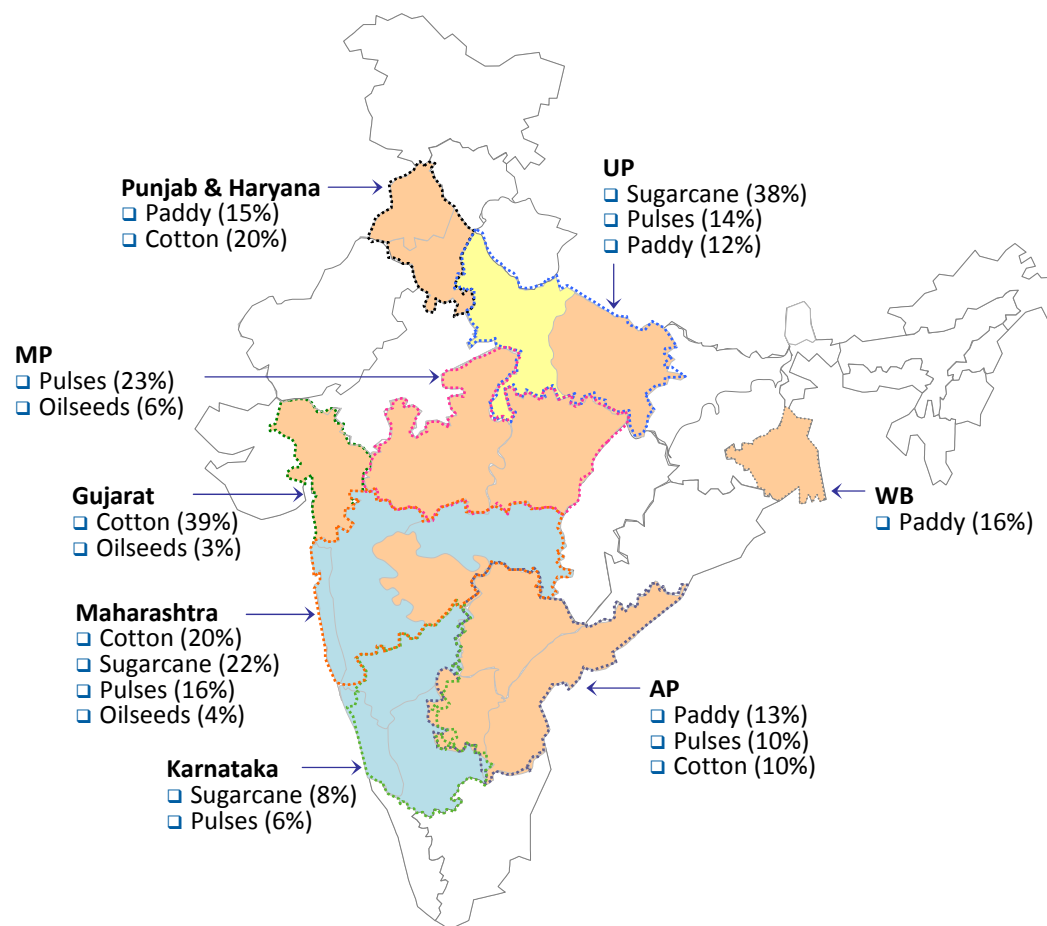 Punjab & Haryana
❑ Paddy (15%)
❑ Cotton (20%)
UP
❑ Sugarcane (38%)
❑ Pulses (14%)
❑ Paddy (12%)
MP
❑ Pulses (23%)
❑ Oilseeds (6%)
Gujarat
❑ Cotton (39%)
❑ Oilseeds (3%)
WB
❑ Paddy (16%)
Maharashtra
❑ Cotton (20%)
❑ Sugarcane (22%)
❑ Pulses (16%)
❑ Oilseeds (4%)
AP
❑ Paddy (13%)
❑ Pulses (10%)
❑ Cotton (10%)
Karnataka
❑ Sugarcane (8%)
❑ Pulses (6%)